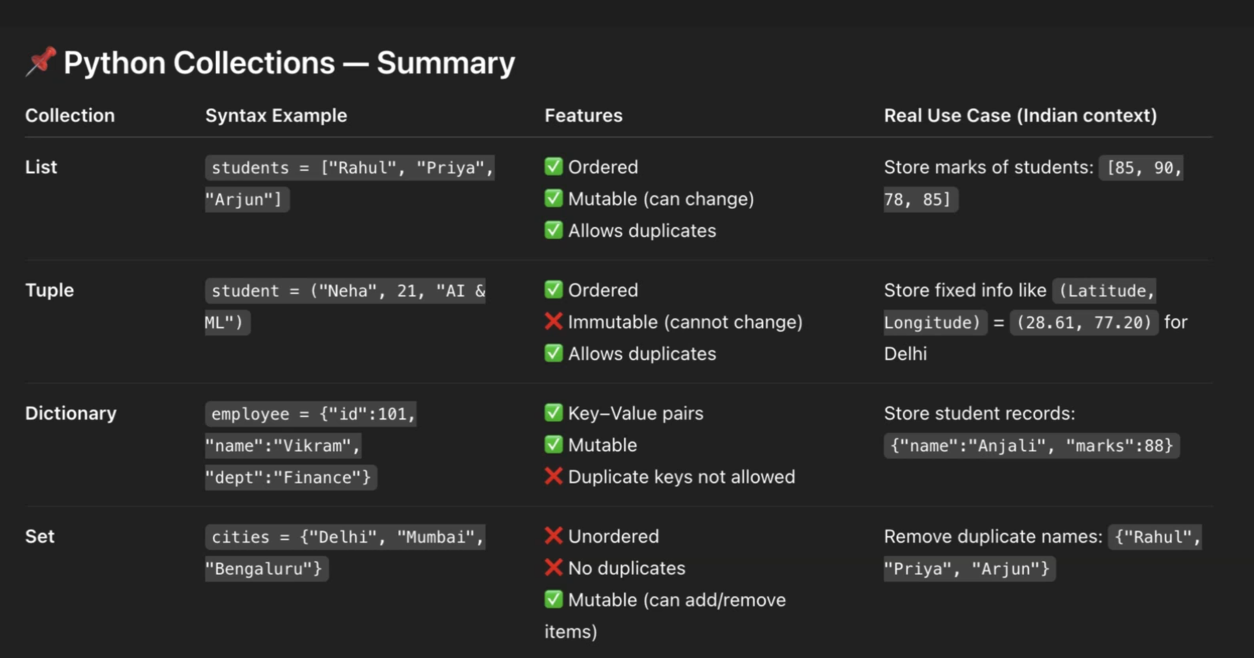 📌 Python Collections — Summary
Collection Syntax Example Features Real Use Case (Indian context)
List
students = ["Rahul", "Priya",
"Arjun"]
✅ Ordered
✅ Mutable (can change)
✅ Allows duplicates
Store marks of students: [85, 90,
78, 85]
Tuple
student = ("Neha", 21, "AI &
ML")
✅ Ordered
❌ Immutable (cannot change)
✅ Allows duplicates
Store fixed info like (Latitude,
Longitude) = (28.61, 77.20) for
Delhi
Dictionary
employee = {"id":101,
"name":"Vikram",
"dept":"Finance"}
✅ Key–Value pairs
✅ Mutable
❌ Duplicate keys not allowed
Store student records:
{"name":"Anjali", "marks":88}
Set
cities = {"Delhi", "Mumbai",
"Bengaluru"}
❌ Unordered
❌ No duplicates
✅ Mutable (can add/remove
items)
Remove duplicate names: {"Rahul",
"Priya", "Arjun"}